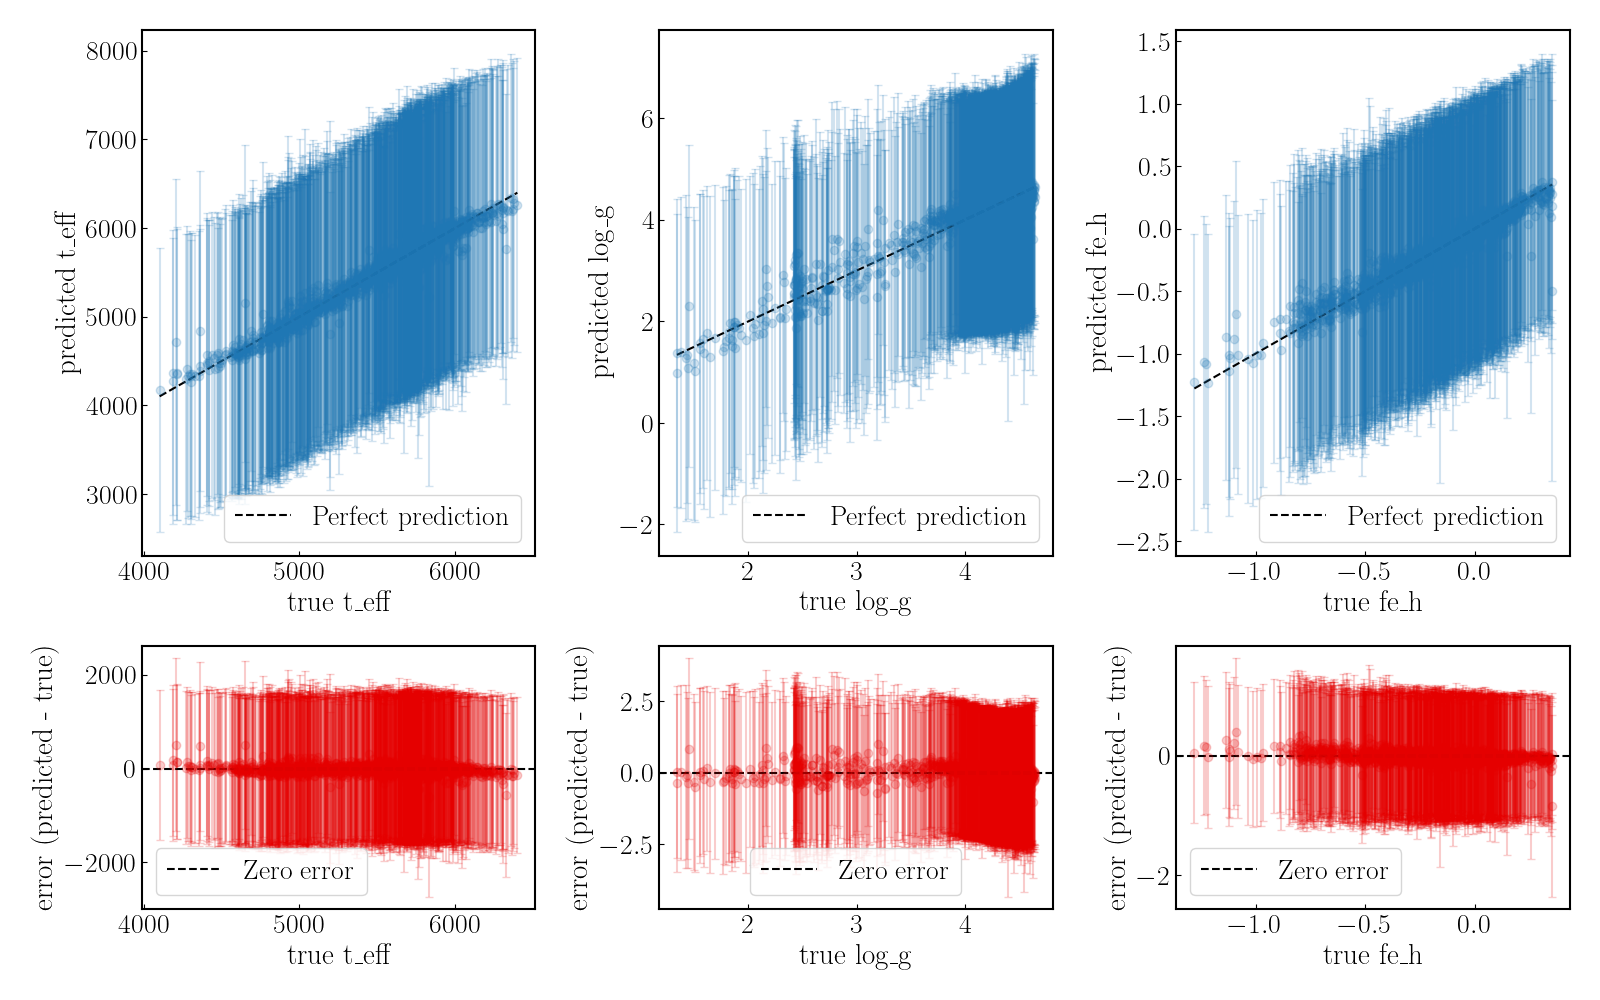 8000
7000
6000
5000
4000
3000
predicted t_eff
Perfect prediction
4000 5000 6000
true t_eff
6
4
2
0
−2
predicted log_g
Perfect prediction
2 3 4
true log_g
1.5
1.0
0.5
0.0
−0.5
−1.0
−1.5
−2.0
−2.5
predicted fe_h
Perfect prediction
−1.0 −0.5 0.0
true fe_h
2000
0
−2000
error (predicted - true)
Zero error
4000 5000 6000
true t_eff
2.5
0.0
−2.5
error (predicted - true)
Zero error
2 3 4
true log_g
0
−2
error (predicted - true)
Zero error
−1.0 −0.5 0.0
true fe_h